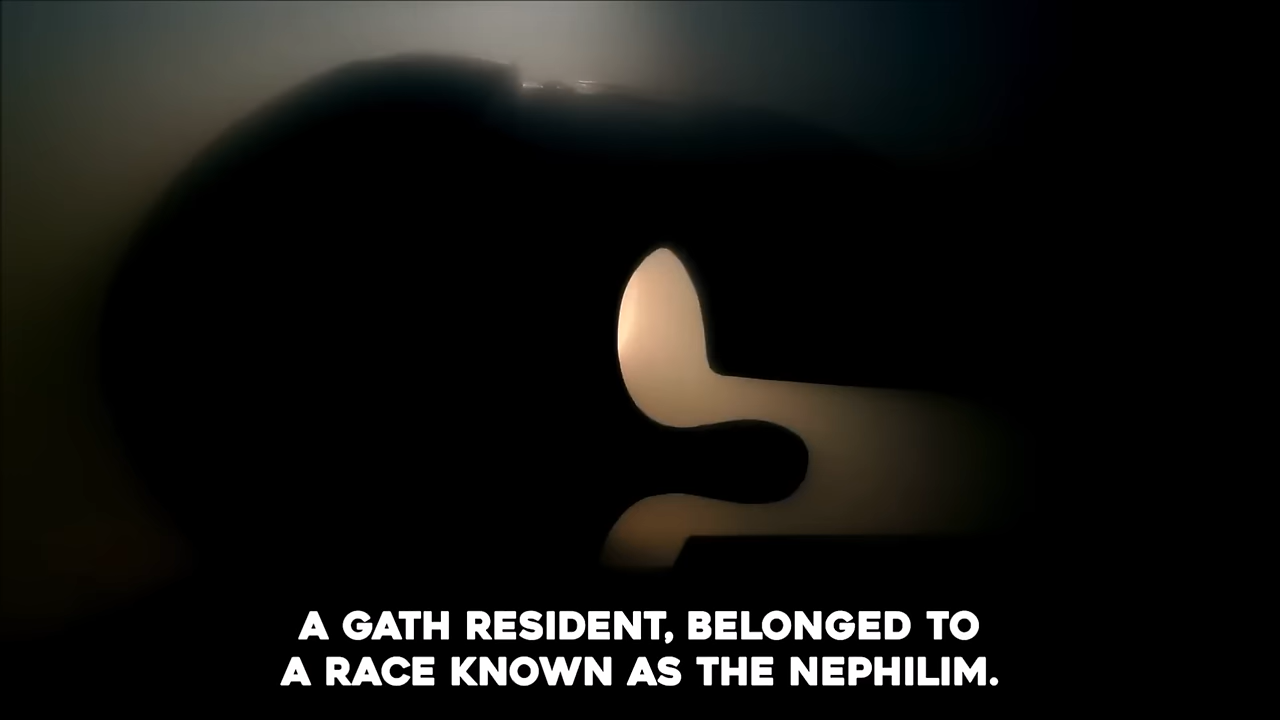 A GATH RESIDENT, BELONGED TO
A RACE KNOWN AS THE NEPHILIM.